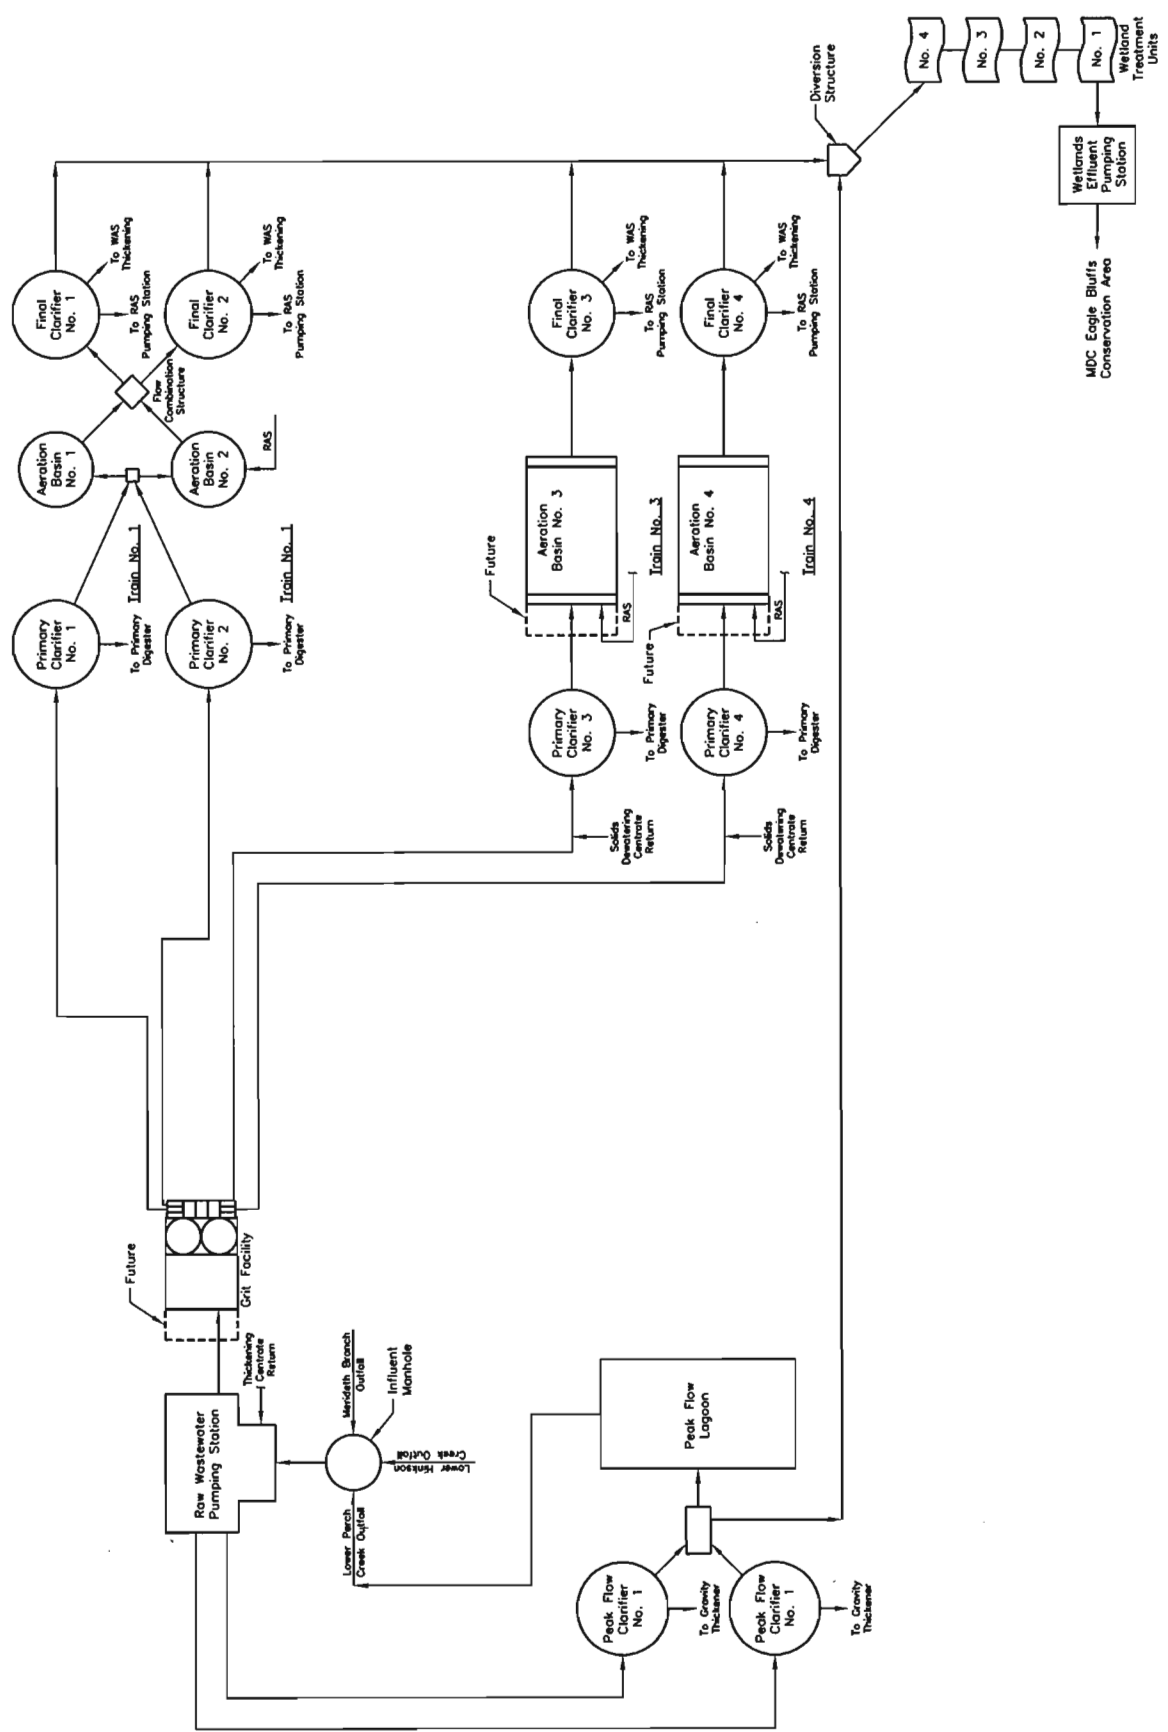 Future
Grit Facility
Raw Wastewater
Pumping Station
Thickening
Centrate
Return
Merideth Branch
Outfall
Influent
Manhole
Lower Hinkson
Creek Outfall
Lower Perch
Creek Outfall
Peak Flow
Lagoon
Peak Flow
Clarifier
No. 1
To Gravity
Thickener
Peak Flow
Clarifier
No. 1
To Gravity
Thickener
Primary
Clarifier
No. 1
To Primary
Digester
Train No. 1
Primary
Clarifier
No. 2
To Primary
Digester
Train No. 1
Aeration
Basin
No. 1
Aeration
Basin
No. 2
RAS
Flow
Combination
Structure
Final
Clarifier
No. 1
To RAS
Pumping Station
To WAS
Thickening
Final
Clarifier
No. 2
To RAS
Pumping Station
To WAS
Thickening
Solids
Dewatering
Centrate
Return
Primary
Clarifier
No. 3
To Primary
Digester
Future
RAS
Aeration
Basin No. 3
Train No. 3
Final
Clarifier
No. 3
To RAS
Pumping Station
To WAS
Thickening
Solids
Dewatering
Centrate
Return
Primary
Clarifier
No. 4
To Primary
Digester
Future
RAS
Aeration
Basin No. 4
Train No. 4
Final
Clarifier
No. 4
To RAS
Pumping Station
To WAS
Thickening
Diversion
Structure
No. 4
No. 3
No. 2
No. 1
Wetland
Treatment
Units
Wetlands
Effluent
Pumping
Station
MDC Eagle Bluffs
Conservation Area